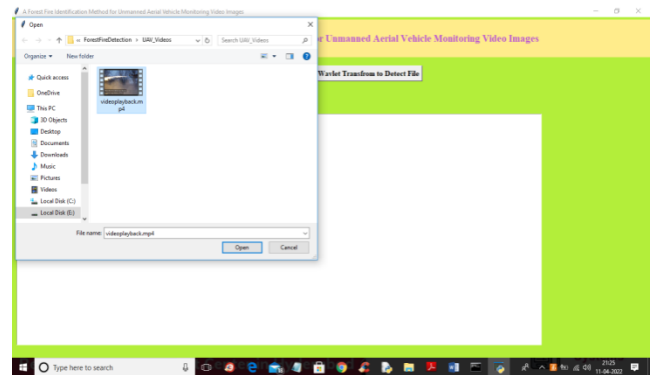 A Forest Fire Identification Method for Unmanned Aerial Vehicle Monitoring Video Images
Open
ForestFireDetection > UAV_Videos
Search UAV_Videos
Organize
New folder
Quick access
OneDrive
This PC
3D Objects
Desktop
Documents
Downloads
Music
Pictures
Videos
Local Disk (C:)
Local Disk (E:)
videoplayback.m
p4
File name:
videoplayback.mp4
Open
Cancel
r Unmanned Aerial Vehicle Monitoring Video Images
Wavlet Transfrom to Detect File
Type here to search
21:25
11-04-2022